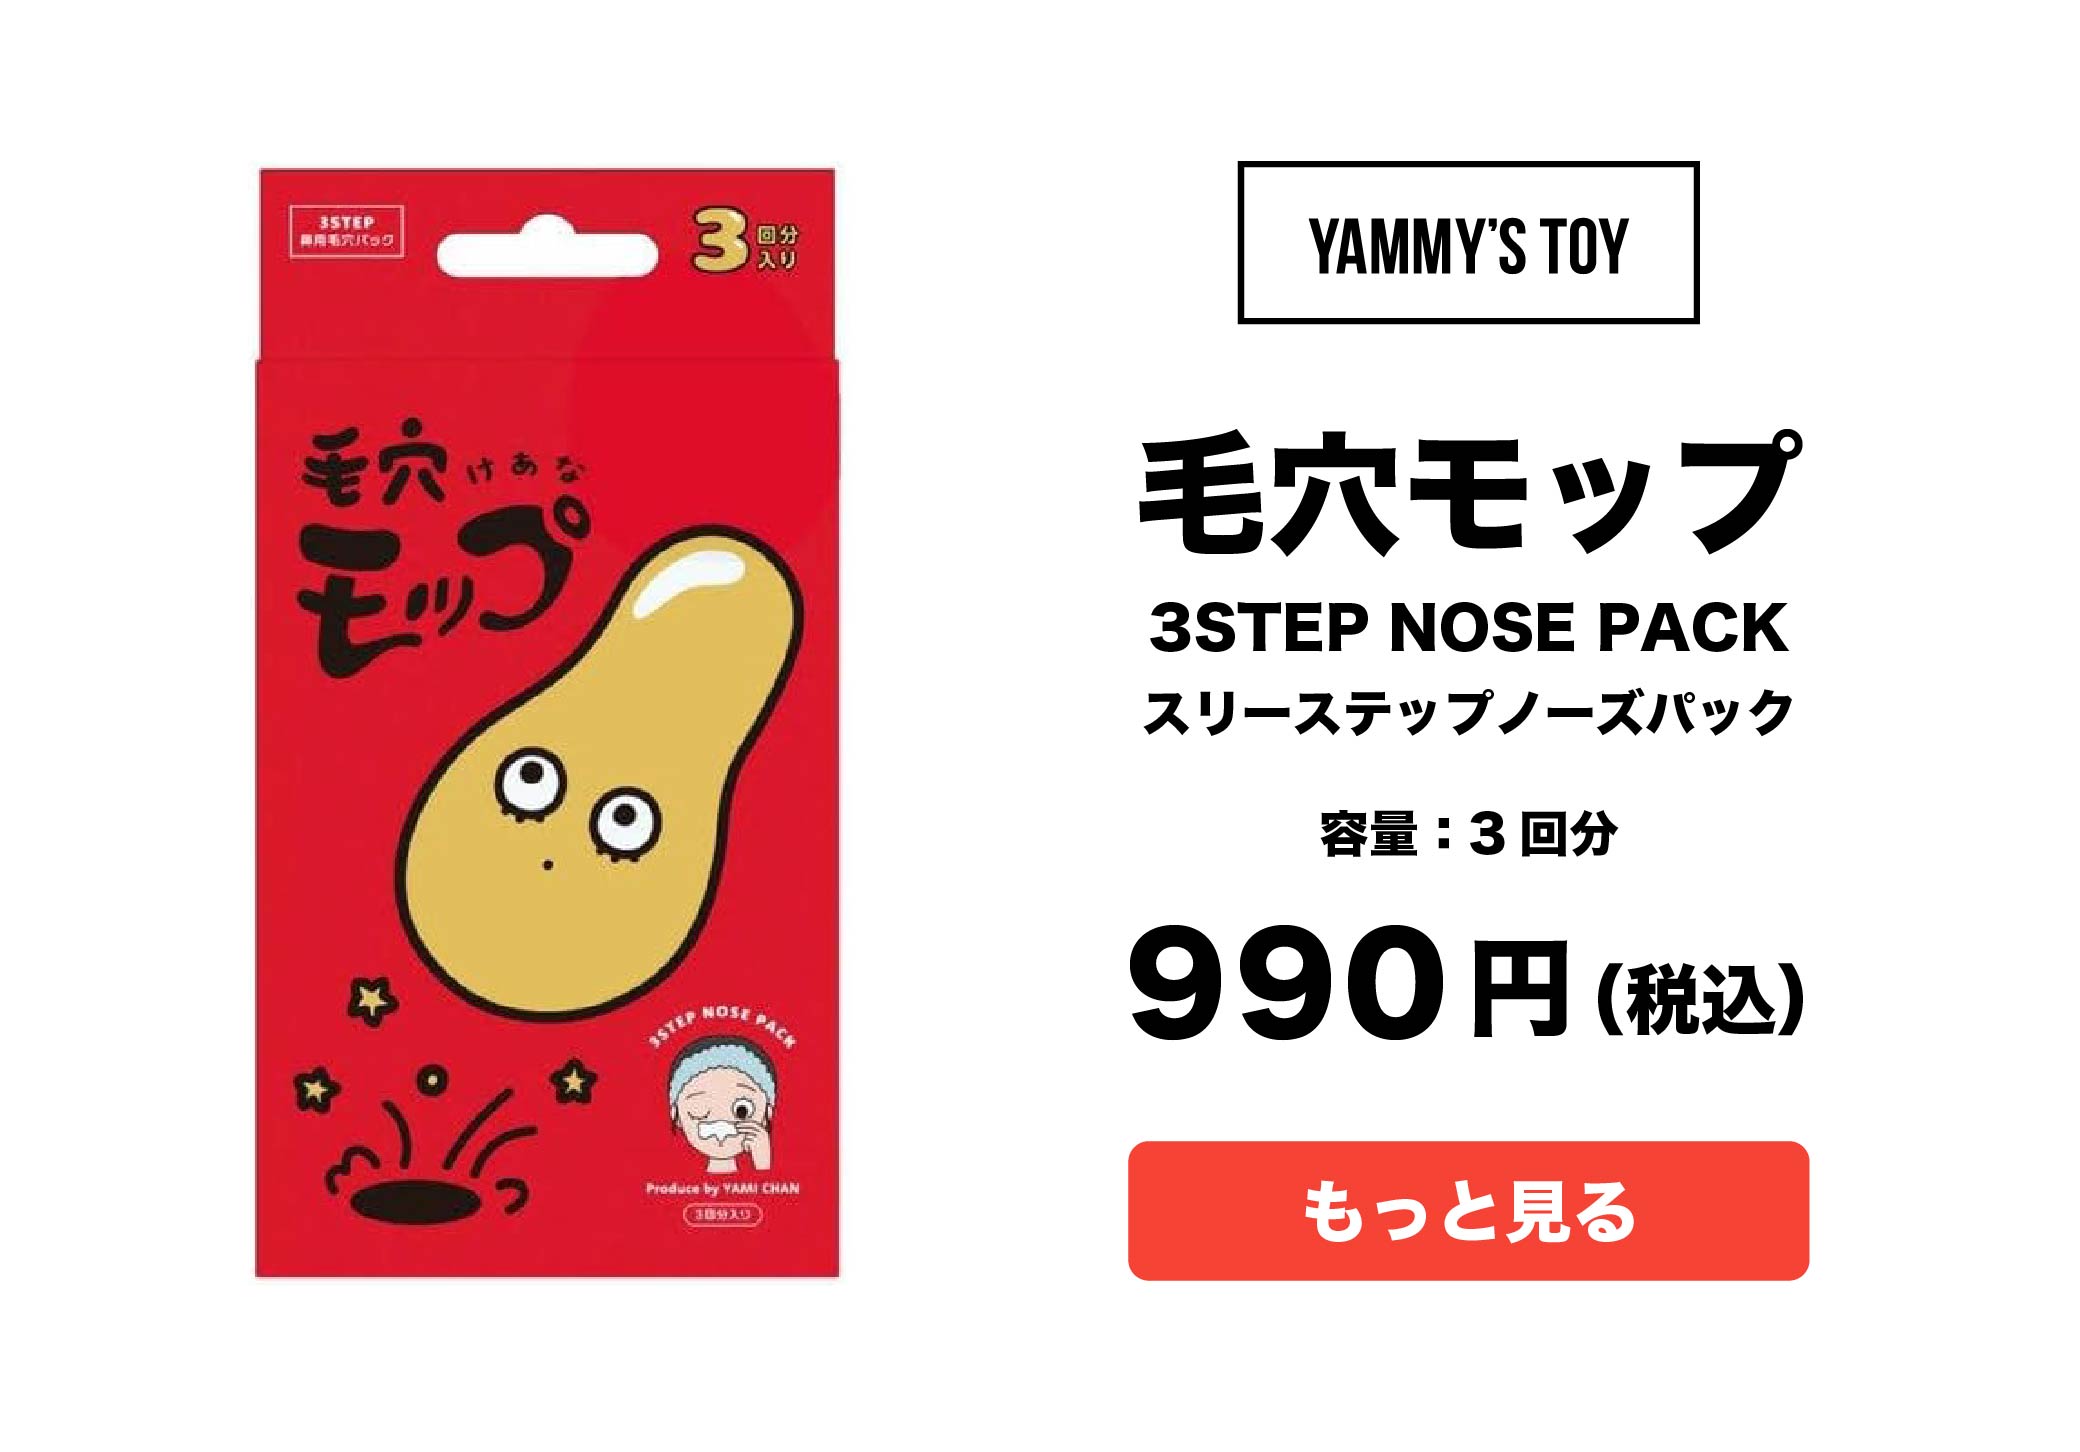 3STEP
鼻用毛穴パック
3回分
入り
毛穴けあな
モップ
3STEP NOSE PACK
Produce by YAMI CHAN
3回分入り
YAMMY'S TOY
毛穴モップ
3STEP NOSE PACK
スリーステップノーズパック
容量：3回分
990円(税込)
もっと見る